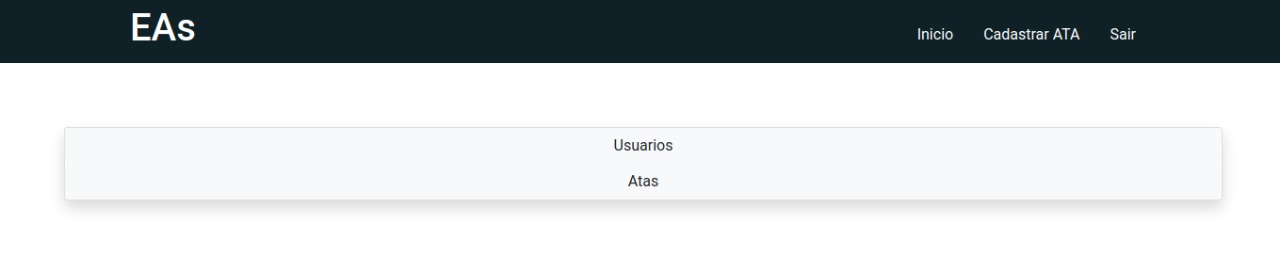 EAs
Inicio Cadastrar ATA Sair
Usuarios
Atas